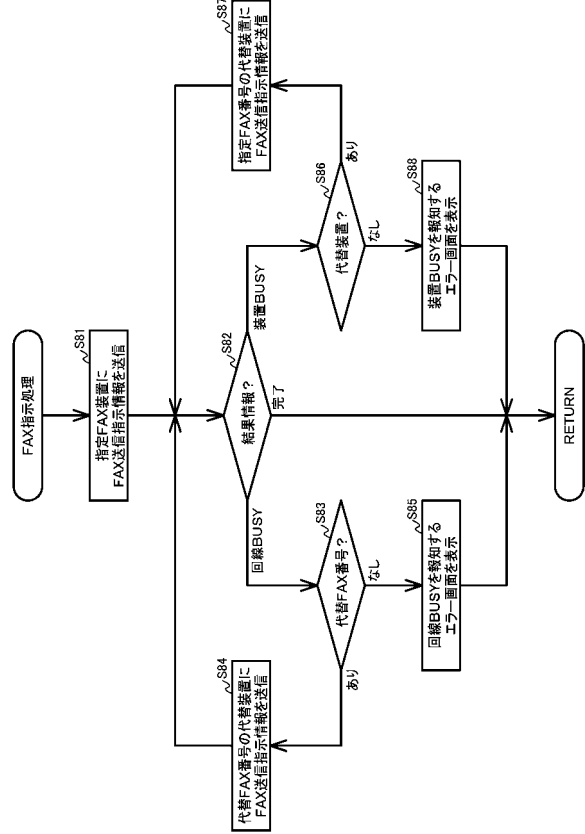 FAX指示処理
S81
指定FAX装置に
FAX送信指示情報を送信
S82
結果情報?
回線BUSY
装置BUSY
完了
S83
代替FAX番号?
あり
なし
S84
代替FAX番号の代替装置に
FAX送信指示情報を送信
S85
回線BUSYを報知する
エラー画面を表示
S86
代替装置?
あり
なし
S87
指定FAX番号の代替装置に
FAX送信指示情報を送信
S88
装置BUSYを報知する
エラー画面を表示
RETURN